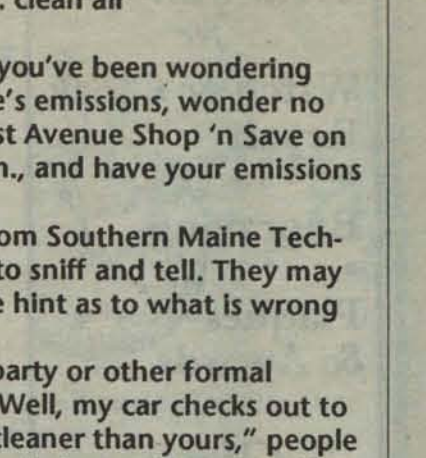 clean all
you've been wondering
e's emissions, wonder no
st Avenue Shop 'n Save on
n., and have your emissions
om Southern Maine Tech-
to sniff and tell. They may
e hint as to what is wrong
party or other formal
Well, my car checks out to
cleaner than yours," people